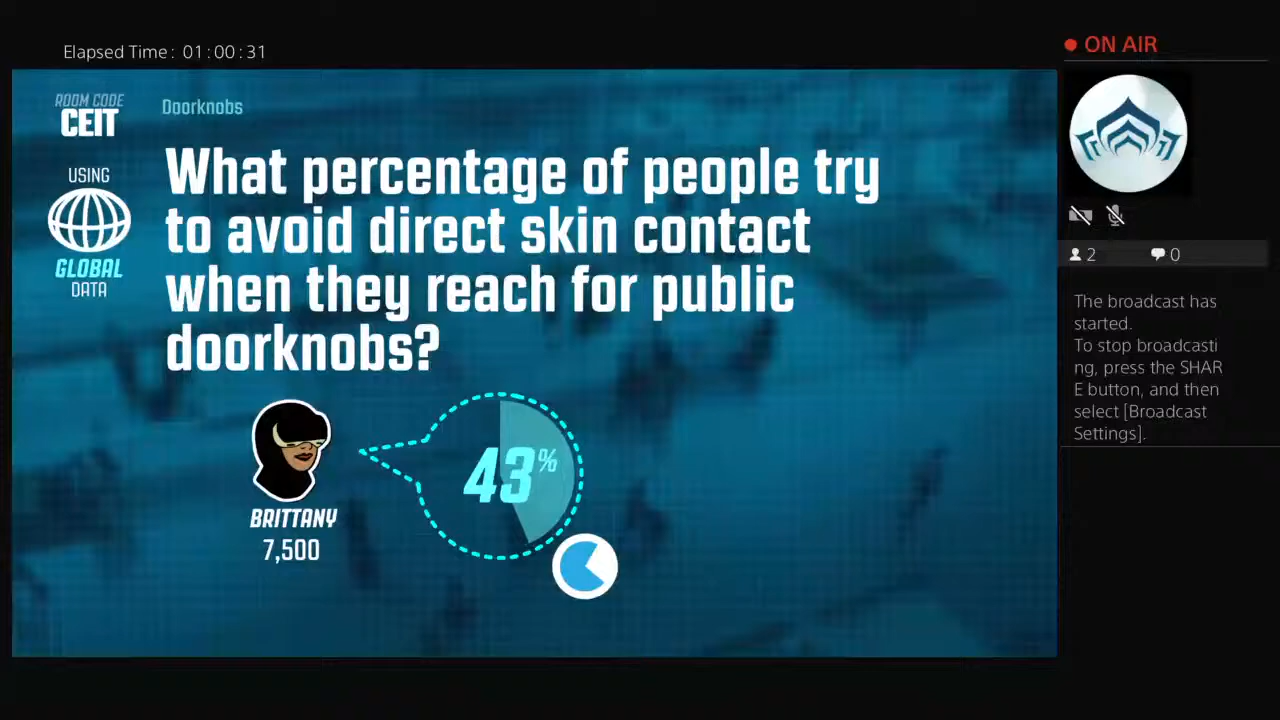 Elapsed Time: 01:00:31
ON AIR
ROOM CODE
CEIT
Doorknobs
What percentage of people try
to avoid direct skin contact
when they reach for public
doorknobs?
USING
GLOBAL
DATA
43%
BRITTANY
7,500
2
0
The broadcast has
started.
To stop broadcasti
ng, press the SHAR
E button, and then
select [Broadcast
Settings].